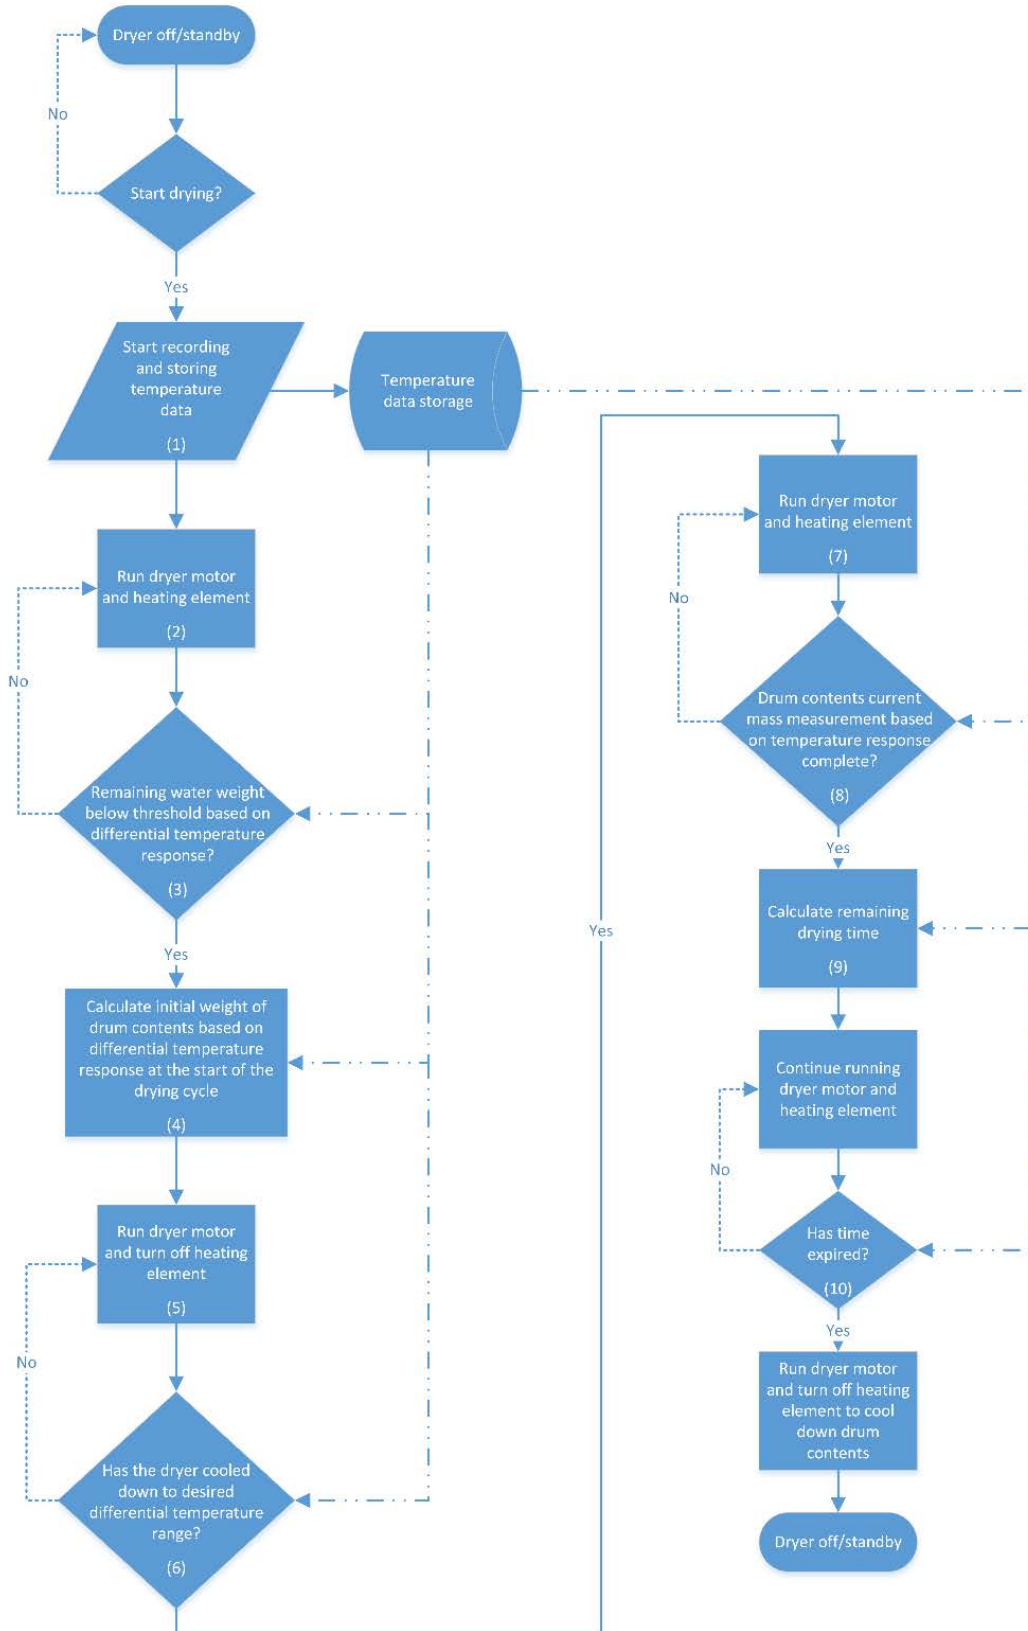 Dryer off/standby
No
Start drying?
Yes
Start recording
and storing
temperature
data
(1)
Temperature
data storage
Run dryer motor
and heating element
(2)
No
Remaining water weight
below threshold based on
differential temperature
response?
(3)
Yes
Calculate initial weight of
drum contents based on
differential temperature
response at the start of the
drying cycle
(4)
Run dryer motor
and turn off heating
element
(5)
No
Has the dryer cooled
down to desired
differential temperature
range?
(6)
Yes
Run dryer motor
and heating element
(7)
No
Drum contents current
mass measurement based
on temperature response
complete?
(8)
Yes
Calculate remaining
drying time
(9)
Continue running
dryer motor and
heating element
No
Has time
expired?
(10)
Yes
Run dryer motor
and turn off heating
element to cool
down drum
contents
Dryer off/standby